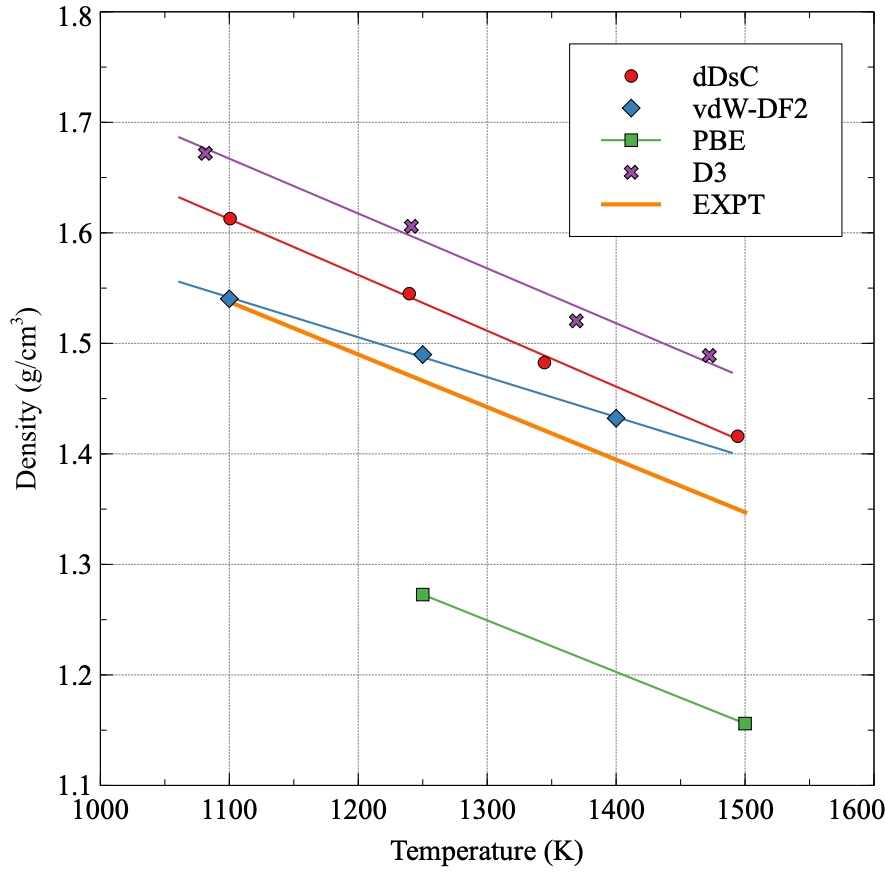 1.8
1.7
1.6
1.5
1.4
1.3
1.2
1.1
Density (g/cm³)
dDsC
vdW-DF2
PBE
D3
EXPT
1000 1100 1200 1300 1400 1500 1600
Temperature (K)